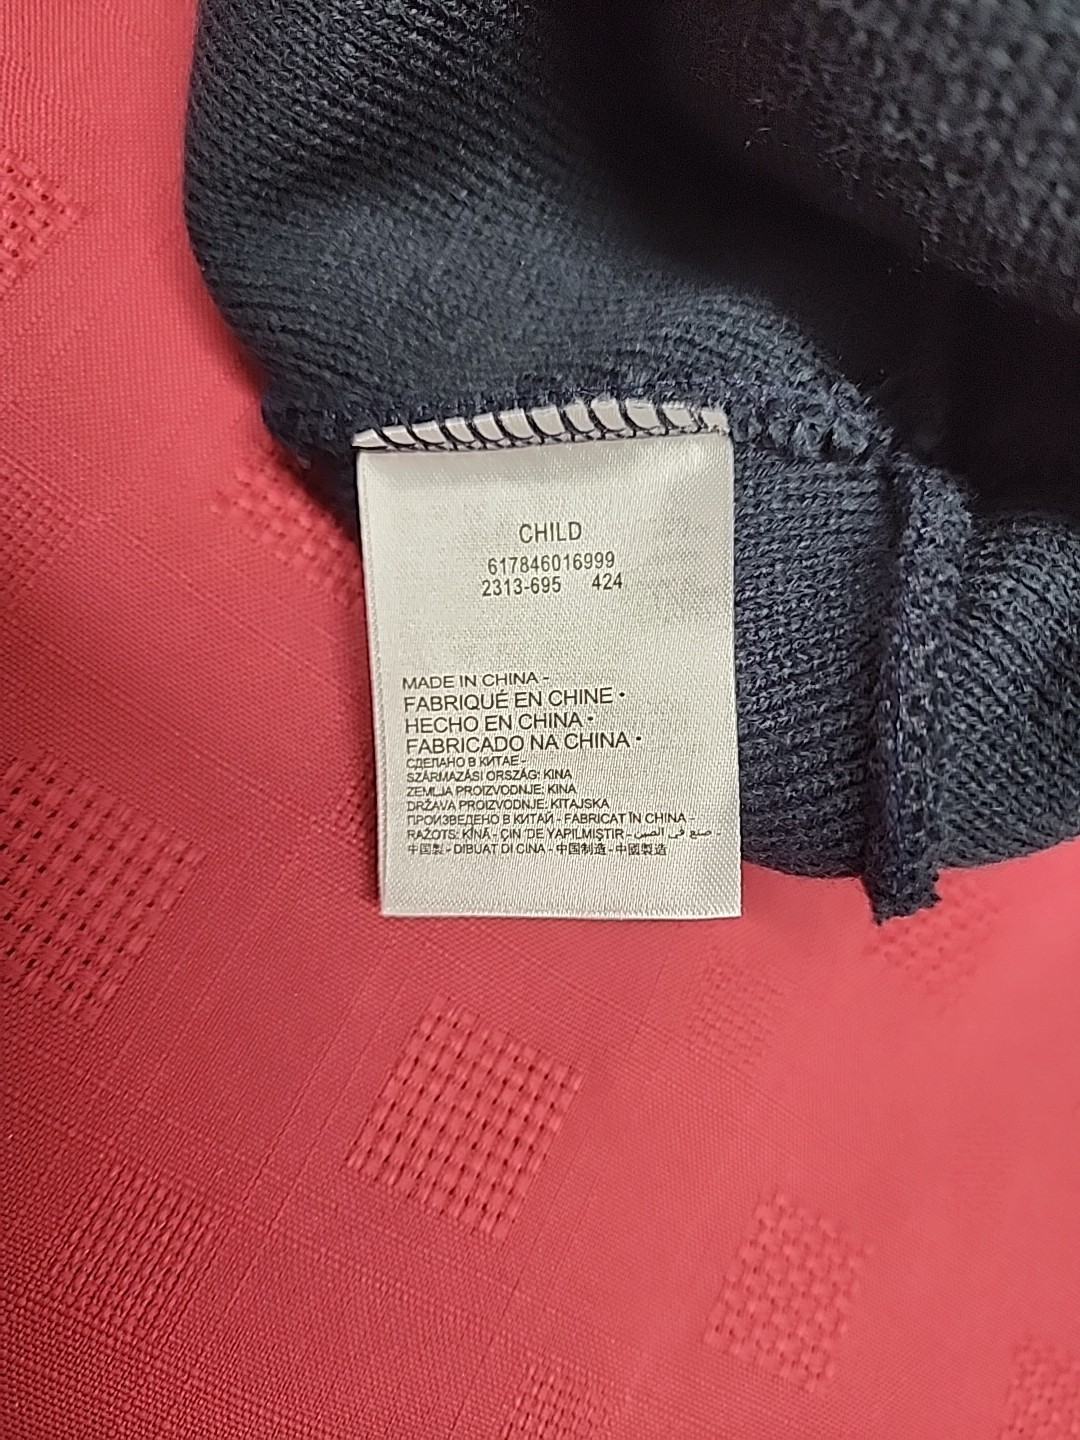 CHILD
617846016999
2313-695 424
MADE IN CHINA -
FABRIQUÉ EN CHINE •
HECHO EN CHINA •
FABRICADO NA CHINA •
СДЕЛАНО В КИТАЕ -
SZÁRMAZÁSI ORSZÁG: KINA
ZEMLJA PROIZVODNJE: KINA
DRŽAVA PROIZVODNJE: KITAJSKA
ПРОИЗВЕДЕНО В КИТАЙ - FABRICAT ÎN CHINA -
RAŽOTS: ĶĪNĀ - ÇIN'DE YAPILMIŞTIR - صنع في الصين -
中国製 - DIBUAT DI CINA - 中国制造 - 中國製造